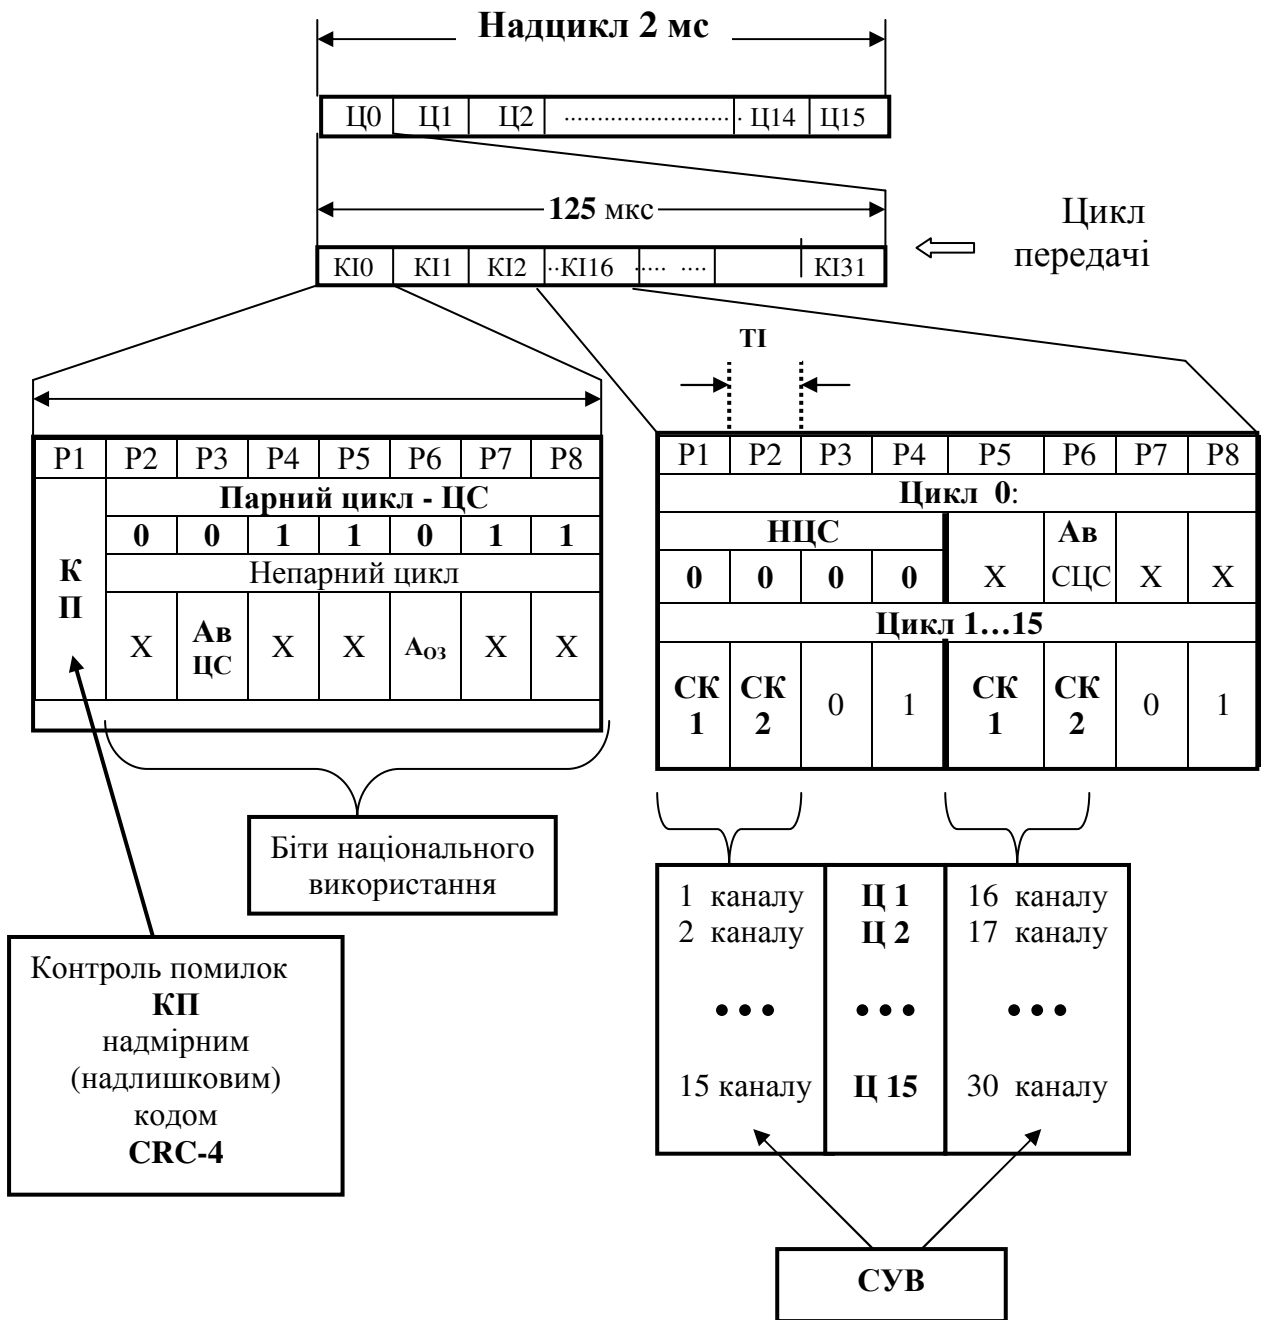 Надцикл 2 мс
Ц0 Ц1 Ц2 ........................... Ц14 Ц15
125 мкс
Цикл
передачі
КІ0 КІ1 КІ2 ..КІ16 ..... .... КІ31
ТІ
Р1 Р2 Р3 Р4 Р5 Р6 Р7 Р8
Парний цикл - ЦС
0 0 1 1 0 1 1
Непарний цикл
К
П
Х Ав
ЦС
Х Х АОЗ Х Х
Р1 Р2 Р3 Р4 Р5 Р6 Р7 Р8
Цикл 0:
НЦС
0 0 0 0
Х Ав
СЦС
Х Х
Цикл 1...15
СК
1
СК
2
0 1
СК
1
СК
2
0 1
Біти національного
використання
Контроль помилок
КП
надмірним
(надлишковим)
кодом
CRC-4
1 каналу Ц 1 16 каналу
2 каналу Ц 2 17 каналу
••• ••• •••
15 каналу Ц 15 30 каналу
СУВ